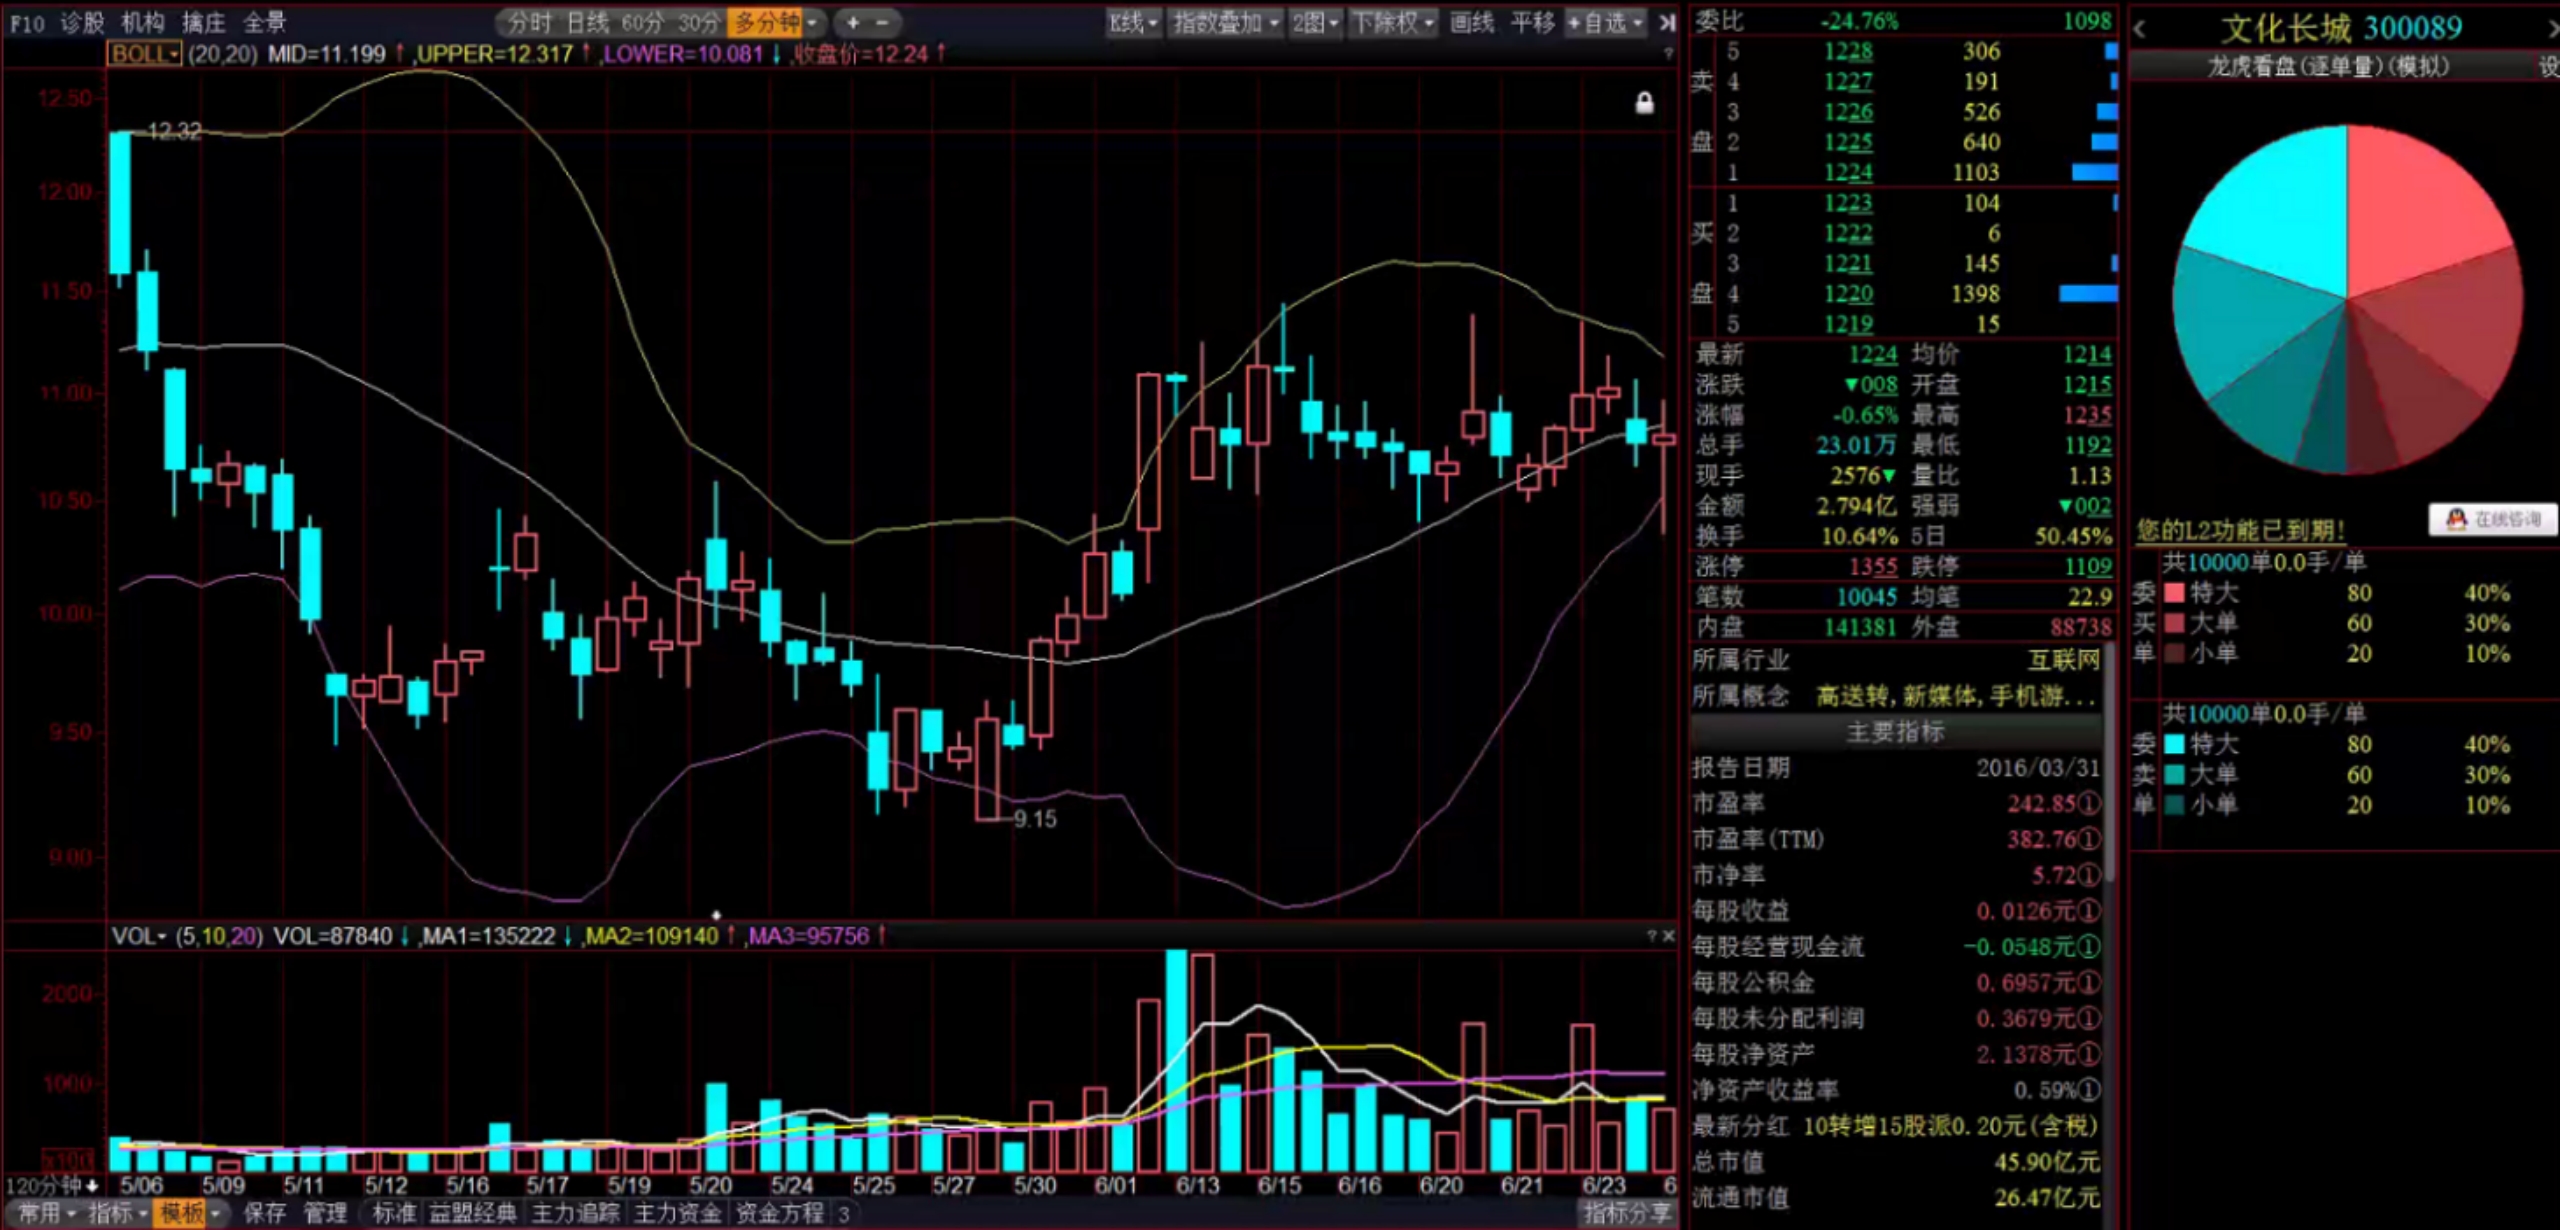 F10 诊股 机构 擒庄 全景 分时 日线 60分 30分 多分钟 + - K线 指数叠加 2图 下除权 画线 平移 +自选
BOLL (20,20) MID=11.199 ↑ ,UPPER=12.317 ↑ ,LOWER=10.081 ↓ ,收盘价=12.24 ↑ ?
12.50
12.32
12.00
11.50
11.00
10.50
10.00
9.50
9.15
9.00
VOL (5,10,20) VOL=87840 ↓ ,MA1=135222 ↓ ,MA2=109140 ↑ ,MA3=95756 ↑ ? ×
2000
1000
x100
120分钟 5/06 5/09 5/11 5/12 5/16 5/17 5/19 5/20 5/24 5/25 5/27 5/30 6/01 6/13 6/15 6/16 6/20 6/21 6/23 6
常用 指标 模板 保存 管理 标准 益盟经典 主力追踪 主力资金 资金方程 3 指标分享
委比 -24.76% 1098
卖盘
5 1228 306
4 1227 191
3 1226 526
2 1225 640
1 1224 1103
买盘
1 1223 104
2 1222 6
3 1221 145
4 1220 1398
5 1219 15
最新 1224 均价 1214
涨跌 ▼008 开盘 1215
涨幅 -0.65% 最高 1235
总手 23.01万 最低 1192
现手 2576▼ 量比 1.13
金额 2.794亿 强弱 ▼002
换手 10.64% 5日 50.45%
涨停 1355 跌停 1109
笔数 10045 均笔 22.9
内盘 141381 外盘 88738
所属行业 互联网
所属概念 高送转,新媒体,手机游...
主要指标
报告日期 2016/03/31
市盈率 242.85①
市盈率(TTM) 382.76①
市净率 5.72①
每股收益 0.0126元①
每股经营现金流 -0.0548元①
每股公积金 0.6957元①
每股未分配利润 0.3679元①
每股净资产 2.1378元①
净资产收益率 0.59%①
最新分红 10转增15股派0.20元(含税)
总市值 45.90亿元
流通市值 26.47亿元
文化长城 300089
龙虎看盘(逐单量)(模拟) 设
您的L2功能已到期! 在线咨询
共10000单0.0手/单
委买单
特大 80 40%
大单 60 30%
小单 20 10%
共10000单0.0手/单
委卖单
特大 80 40%
大单 60 30%
小单 20 10%